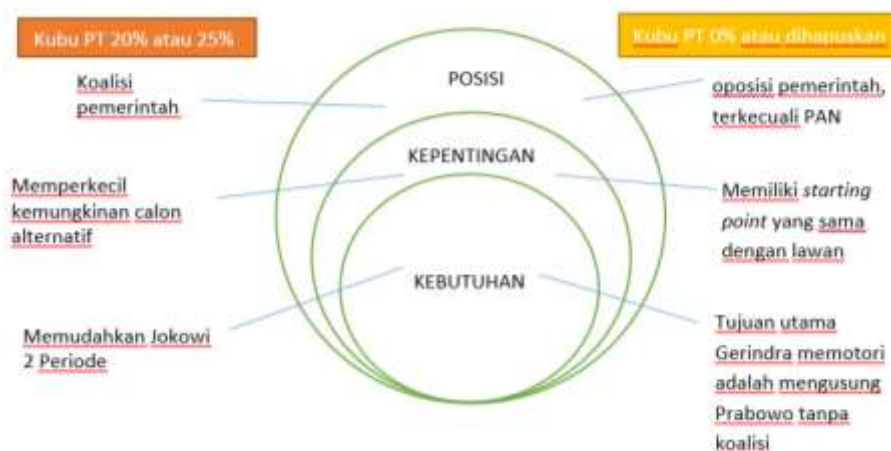 Kubu PT 20% atau 25%
Kubu PT 0% atau dihapuskan
Koalisi
pemerintah
POSISI
oposisi pemerintah,
terkecuali PAN
KEPENTINGAN
Memperkecil
kemungkinan calon
alternatif
Memiliki starting
point yang sama
dengan lawan
KEBUTUHAN
Memudahkan Jokowi
2 Periode
Tujuan utama
Gerindra memotori
adalah mengusung
Prabowo tanpa
koalisi